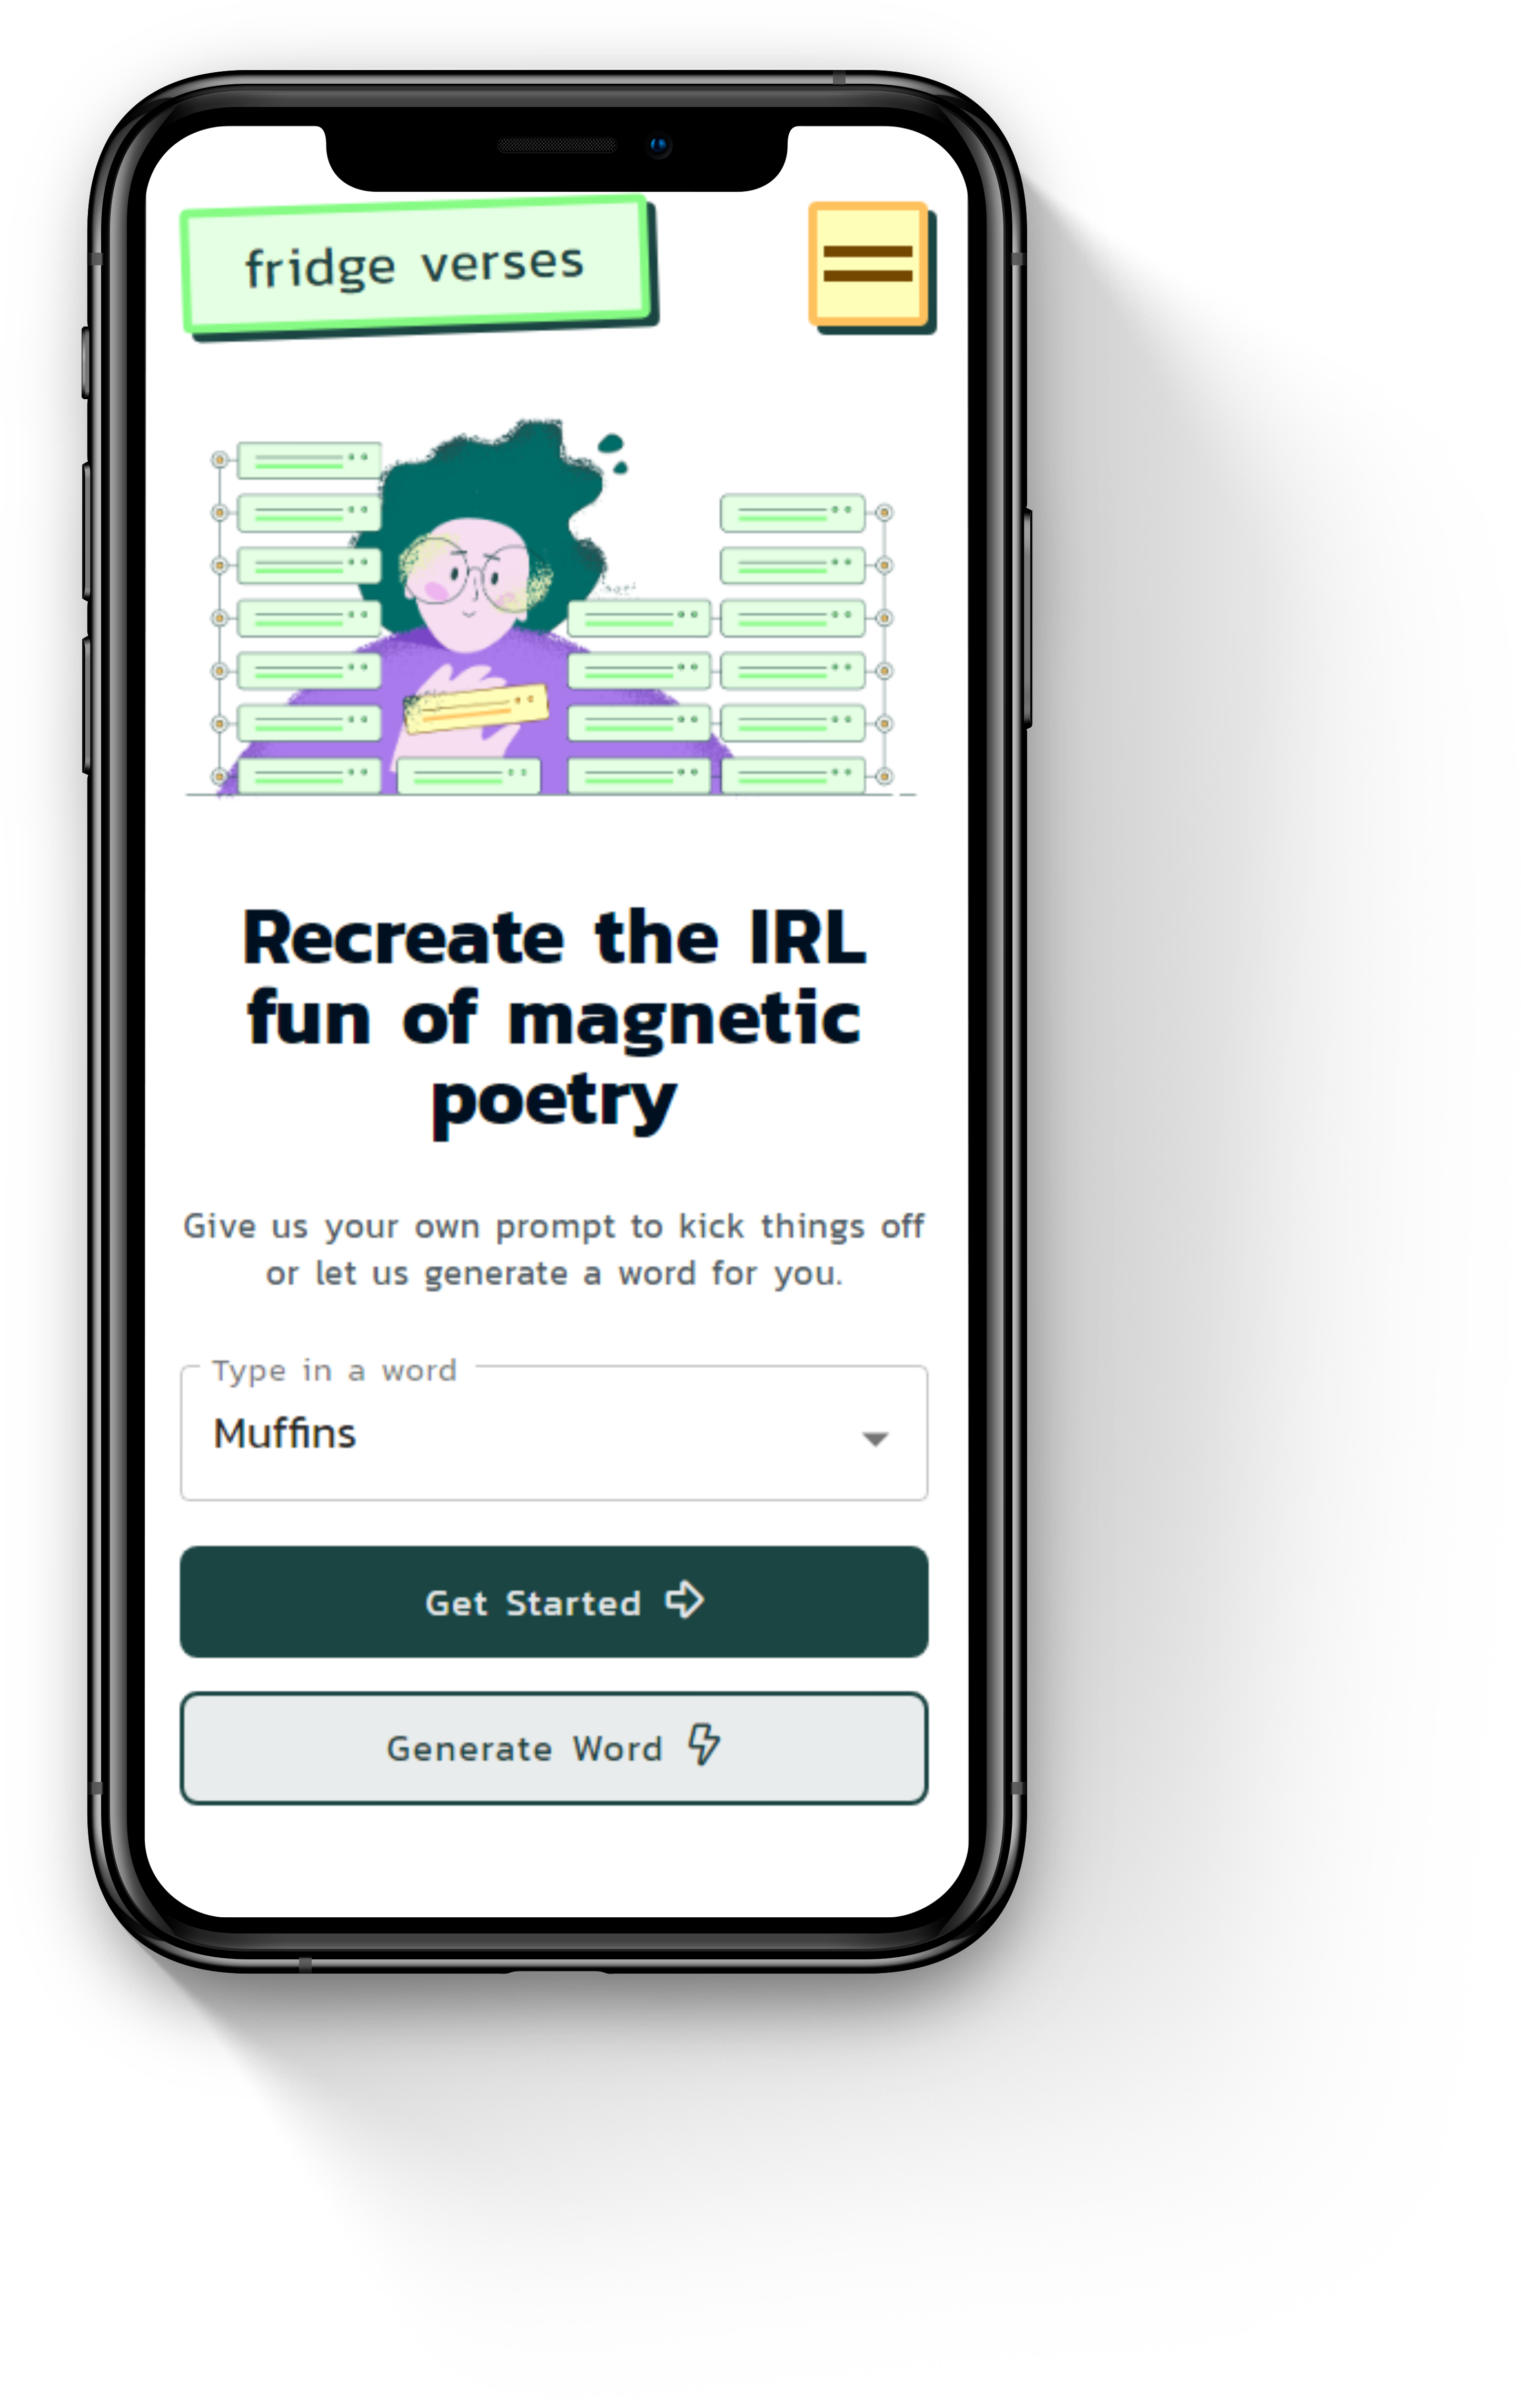 fridge verses
Recreate the IRL
fun of magnetic
poetry
Give us your own prompt to kick things off
or let us generate a word for you.
Type in a word
Muffins
Get Started
Generate Word